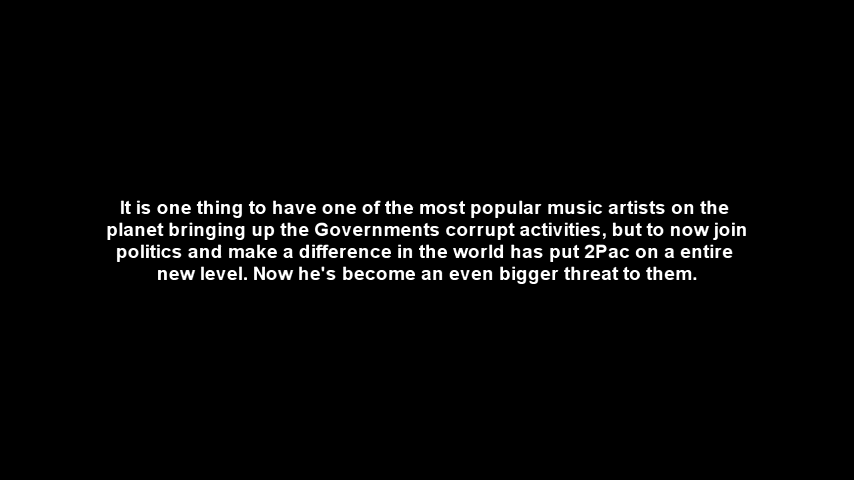 It is one thing to have one of the most popular music artists on the
planet bringing up the Governments corrupt activities, but to now join
politics and make a difference in the world has put 2Pac on a entire
new level. Now he's become an even bigger threat to them.